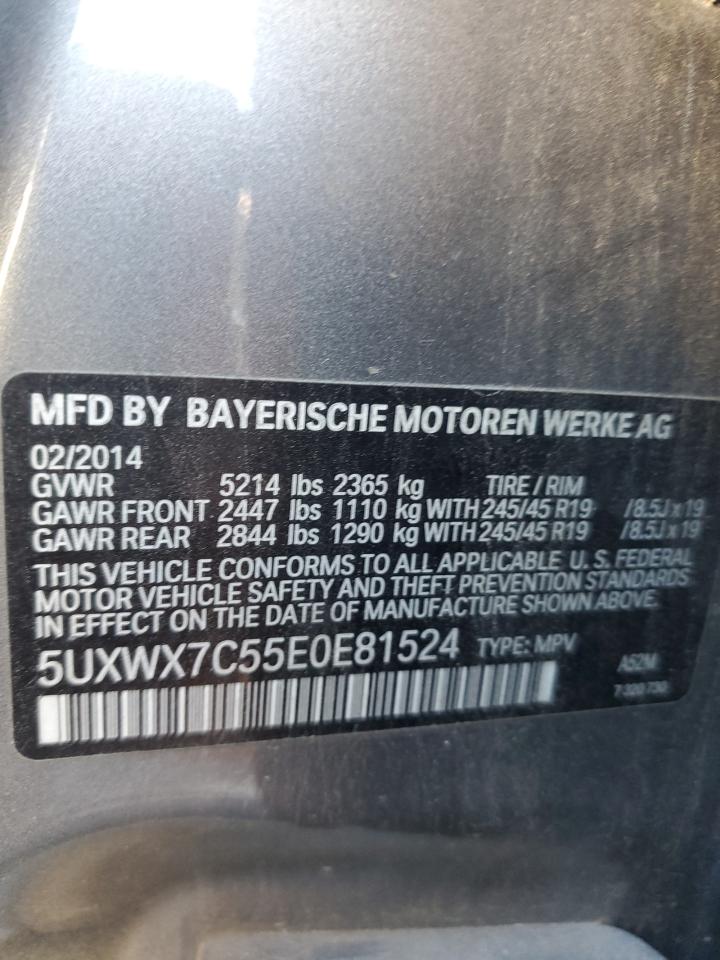 MFD BY BAYERISCHE MOTOREN WERKE AG
02/2014
GVWR 5214 lbs 2365 kg TIRE / RIM
GAWR FRONT 2447 lbs 1110 kg WITH 245/45 R19 /8.5J x 19
GAWR REAR 2844 lbs 1290 kg WITH 245/45 R19 /8.5J x 19
THIS VEHICLE CONFORMS TO ALL APPLICABLE U. S. FEDERAL
MOTOR VEHICLE SAFETY AND THEFT PREVENTION STANDARDS
IN EFFECT ON THE DATE OF MANUFACTURE SHOWN ABOVE.
5UXWX7C55E0E81524 TYPE: MPV
A52M